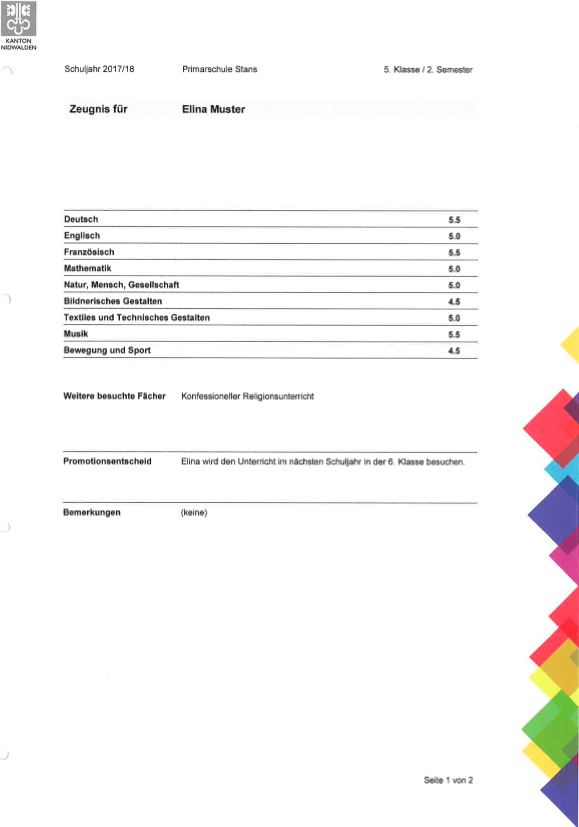 KANTON
NIDWALDEN
Schuljahr 2017/18 Primarschule Stans 5. Klasse / 2. Semester
Zeugnis für Elina Muster
Deutsch 5.5
Englisch 5.0
Französisch 5.5
Mathematik 5.0
Natur, Mensch, Gesellschaft 5.0
Bildnerisches Gestalten 4.5
Textiles und Technisches Gestalten 5.0
Musik 5.5
Bewegung und Sport 4.5
Weitere besuchte Fächer Konfessioneller Religionsunterricht
Promotionsentscheid Elina wird den Unterricht im nächsten Schuljahr in der 6. Klasse besuchen.
Bemerkungen (keine)
Seite 1 von 2